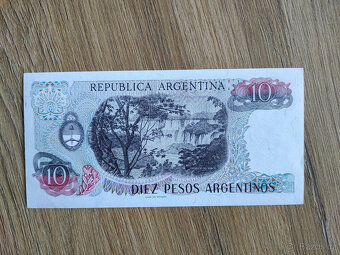 REPUBLICA ARGENTINA
10
10
DIEZ PESOS ARGENTINOS